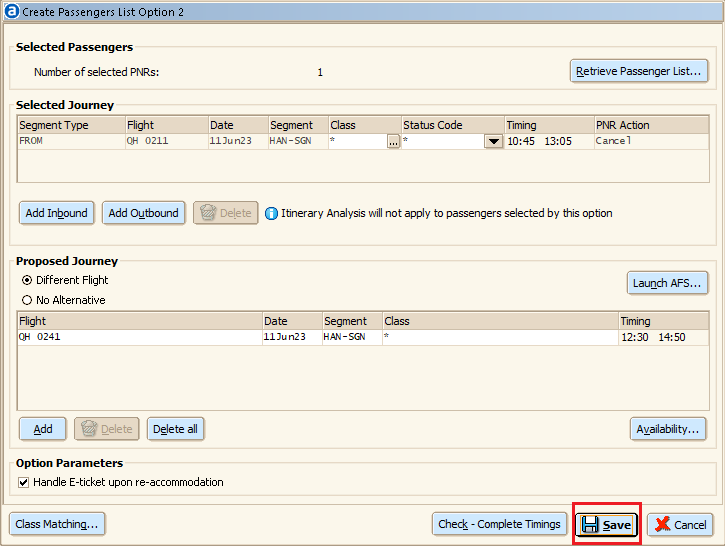 a Create Passengers List Option 2
Selected Passengers
Number of selected PNRs: 1 Retrieve Passenger List...
Selected Journey
Segment Type Flight Date Segment Class Status Code Timing PNR Action
FROM QH 0211 11Jun23 HAN-SGN * ... * 10:45 13:05 Cancel
Add Inbound Add Outbound Delete i Itinerary Analysis will not apply to passengers selected by this option
Proposed Journey
Different Flight Launch AFS...
No Alternative
Flight Date Segment Class Timing
QH 0241 11Jun23 HAN-SGN * 12:30 14:50
Add Delete Delete all Availability...
Option Parameters
Handle E-ticket upon re-accommodation
Class Matching... Check - Complete Timings Save Cancel